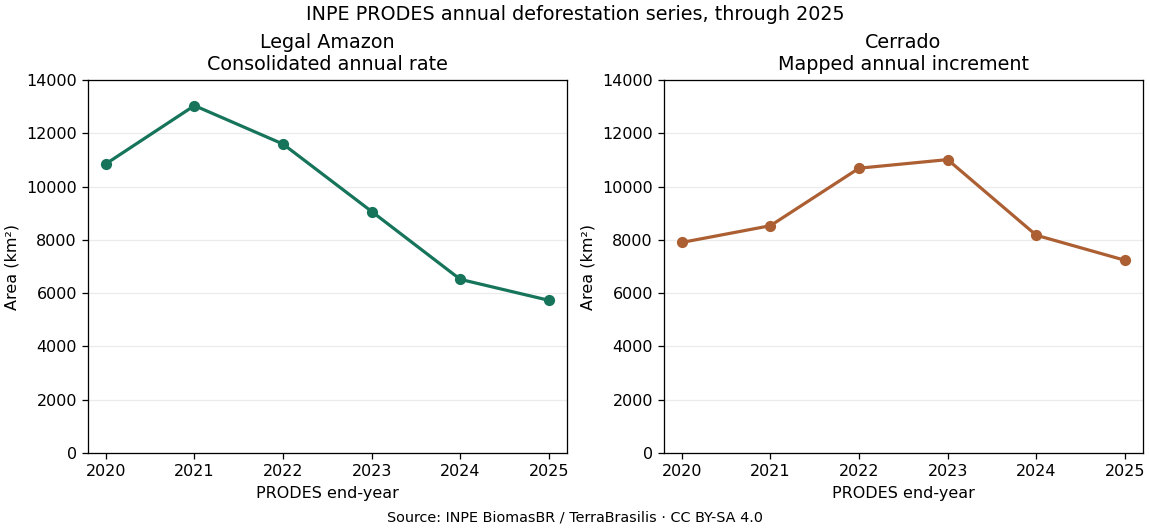 INPE PRODES annual deforestation series, through 2025
Legal Amazon
Consolidated annual rate
14000
12000
10000
8000
6000
4000
2000
0
Area (km²)
2020 2021 2022 2023 2024 2025
PRODES end-year
Cerrado
Mapped annual increment
14000
12000
10000
8000
6000
4000
2000
0
Area (km²)
2020 2021 2022 2023 2024 2025
PRODES end-year
Source: INPE BiomasBR / TerraBrasilis · CC BY-SA 4.0